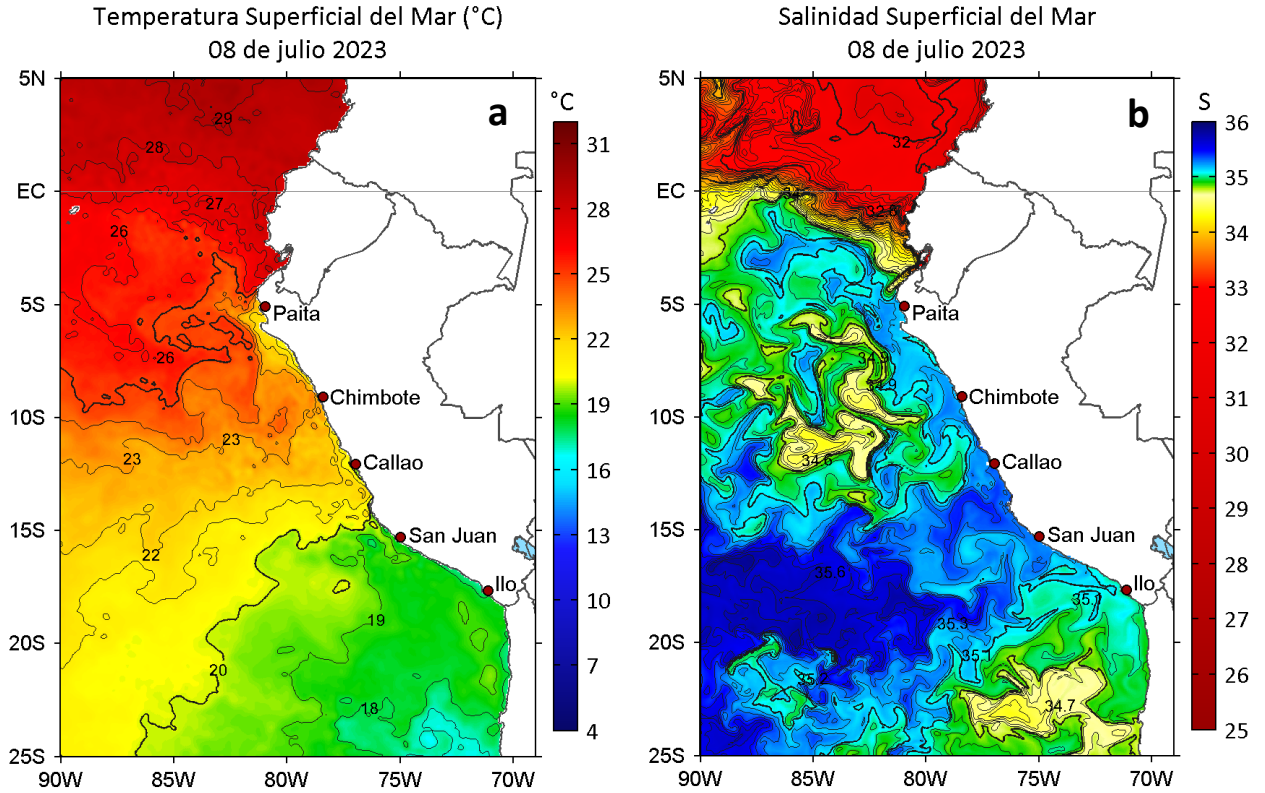 Temperatura Superficial del Mar (°C)
08 de julio 2023
a
°C
31
28
25
22
19
16
13
10
7
4
5N
EC
5S
10S
15S
20S
25S
90W
85W
80W
75W
70W
29
28
27
26
26
23
23
22
20
19
18
Paita
Chimbote
Callao
San Juan
Ilo
Salinidad Superficial del Mar
08 de julio 2023
b
S
36
35
34
33
32
31
30
29
28
27
26
25
5N
EC
5S
10S
15S
20S
25S
90W
85W
80W
75W
70W
32
34.9
34.6
35.6
35.3
35.1
34.7
Paita
Chimbote
Callao
San Juan
Ilo